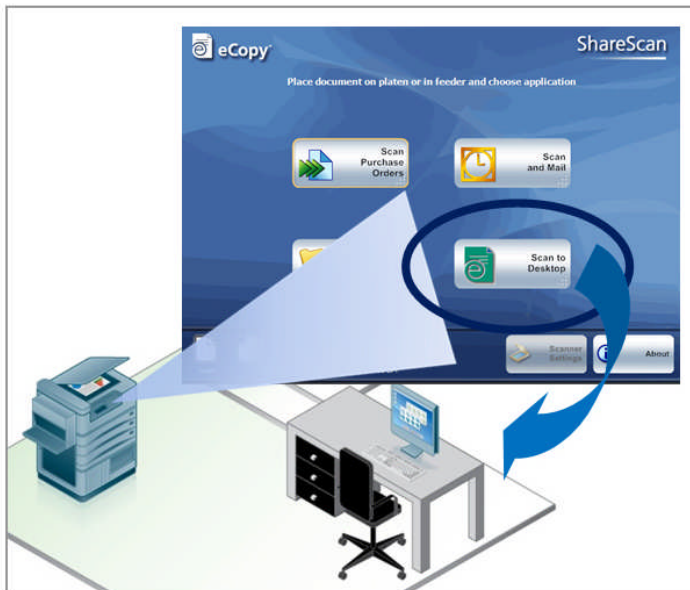 eCopy
ShareScan
Place document on platen or in feeder and choose application
Scan
Purchase
Orders
Scan
and Mail
Scan to
Desktop
Scanner
Settings
About